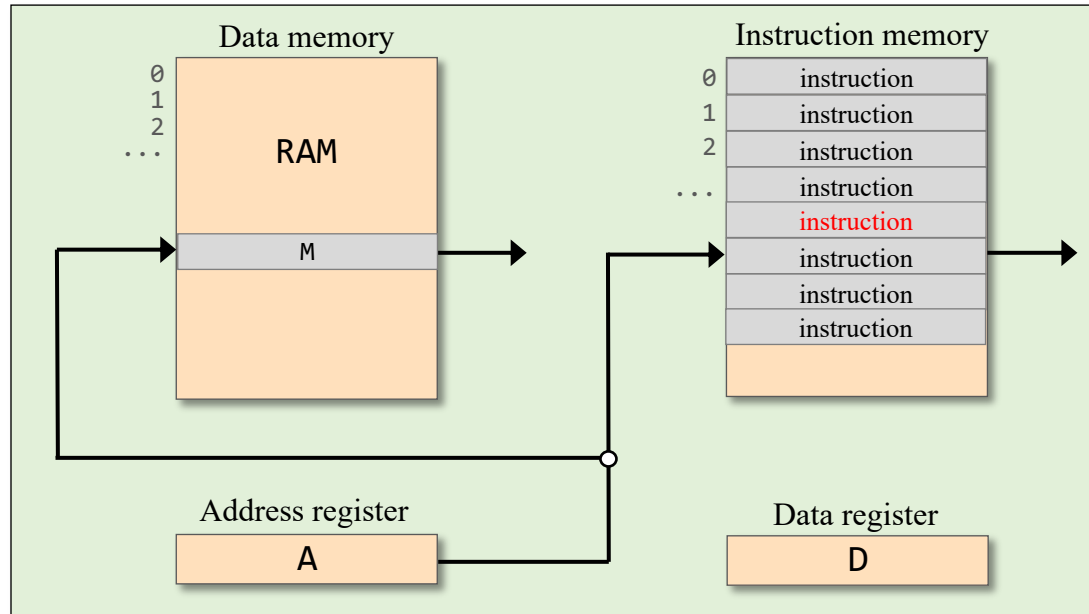 Data memory
0
1
2
...
RAM
M
Instruction memory
0
1
2
...
instruction
instruction
instruction
instruction
instruction
instruction
instruction
instruction
Address register
A
Data register
D